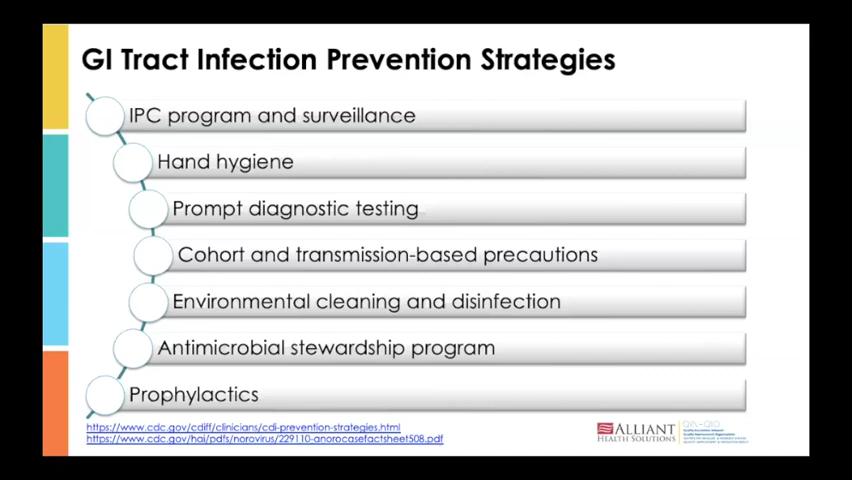 GI Tract Infection Prevention Strategies
IPC program and surveillance
Hand hygiene
Prompt diagnostic testing
Cohort and transmission-based precautions
Environmental cleaning and disinfection
Antimicrobial stewardship program
Prophylactics
https://www.cdc.gov/cdiff/clinicians/cdi-prevention-strategies.html
https://www.cdc.gov/hai/pdfs/norovirus/229110-anorocasefactsheet508.pdf
ALLIANT
HEALTH SOLUTIONS
QIN-QIO